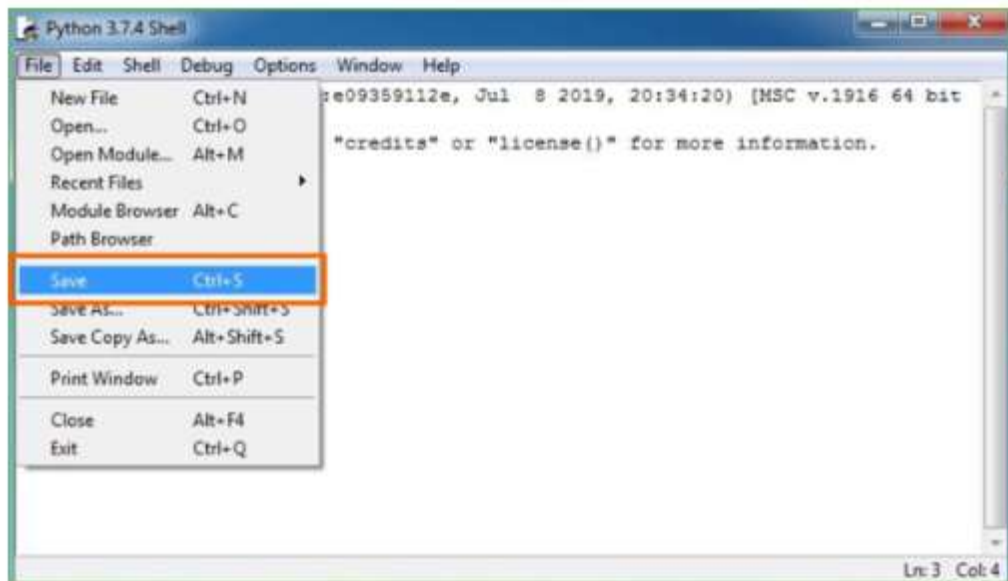 Python 3.7.4 Shell
File Edit Shell Debug Options Window Help
New File Ctrl+N
Open... Ctrl+O
Open Module... Alt+M
Recent Files
Module Browser Alt+C
Path Browser
Save Ctrl+S
Save As... Ctrl+Shift+S
Save Copy As... Alt+Shift+S
Print Window Ctrl+P
Close Alt+F4
Exit Ctrl+Q
:e09359112e, Jul 8 2019, 20:34:20) [MSC v.1916 64 bit
"credits" or "license()" for more information.
Ln: 3 Col: 4